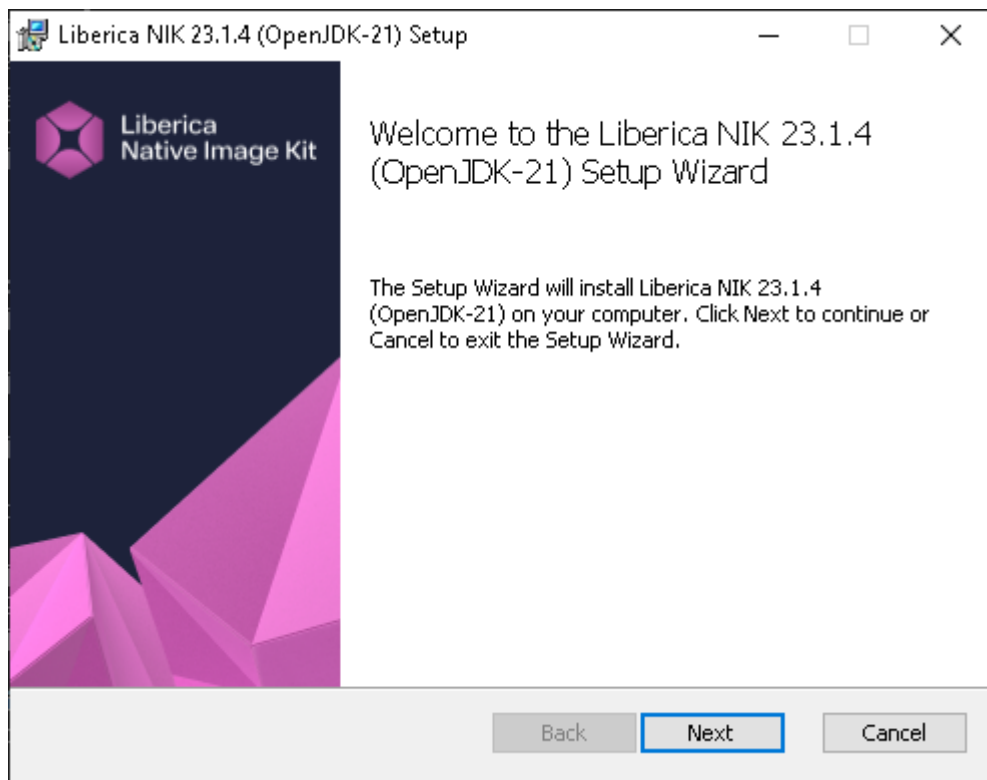 Liberica NIK 23.1.4 (OpenJDK-21) Setup
Liberica
Native Image Kit
Welcome to the Liberica NIK 23.1.4
(OpenJDK-21) Setup Wizard
The Setup Wizard will install Liberica NIK 23.1.4
(OpenJDK-21) on your computer. Click Next to continue or
Cancel to exit the Setup Wizard.
Back
Next
Cancel